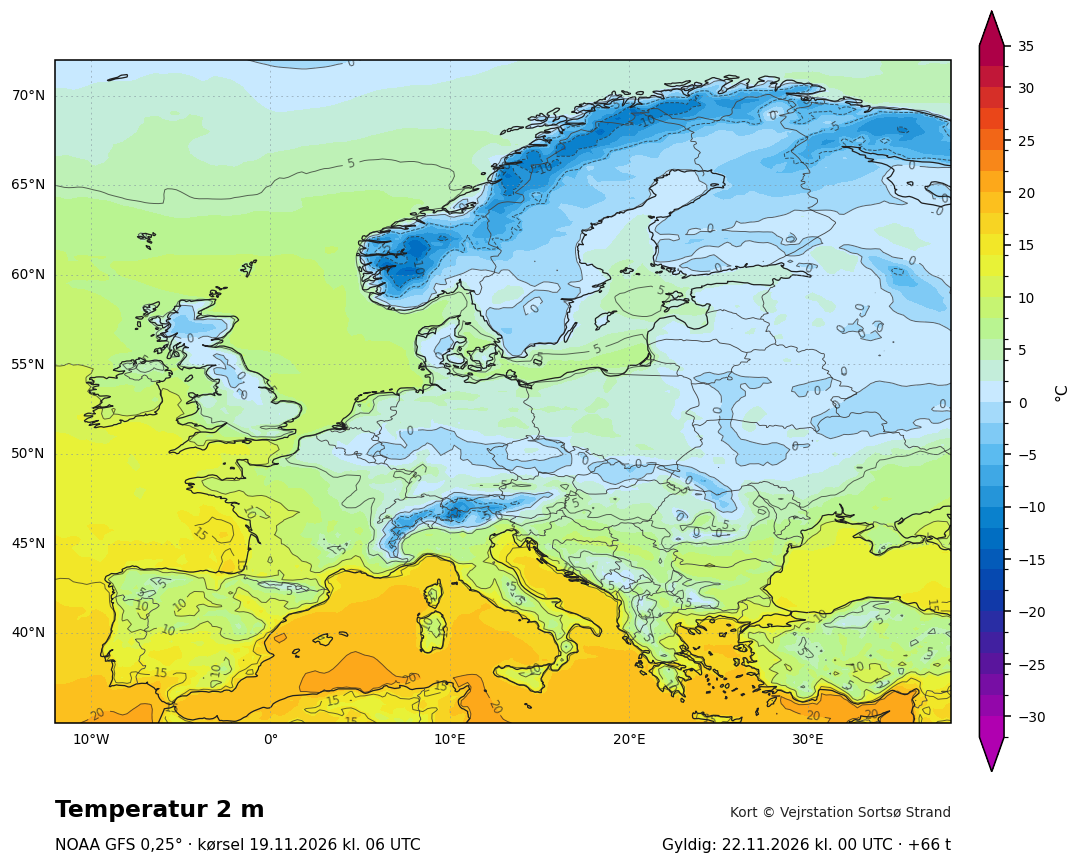 70°N
65°N
60°N
55°N
50°N
45°N
40°N
10°W
0°
10°E
20°E
30°E
35
30
25
20
15
10
5
0
−5
−10
−15
−20
−25
−30
°C
Temperatur 2 m
Kort © Vejrstation Sortsø Strand
NOAA GFS 0,25° · kørsel 19.11.2026 kl. 06 UTC
Gyldig: 22.11.2026 kl. 00 UTC · +66 t